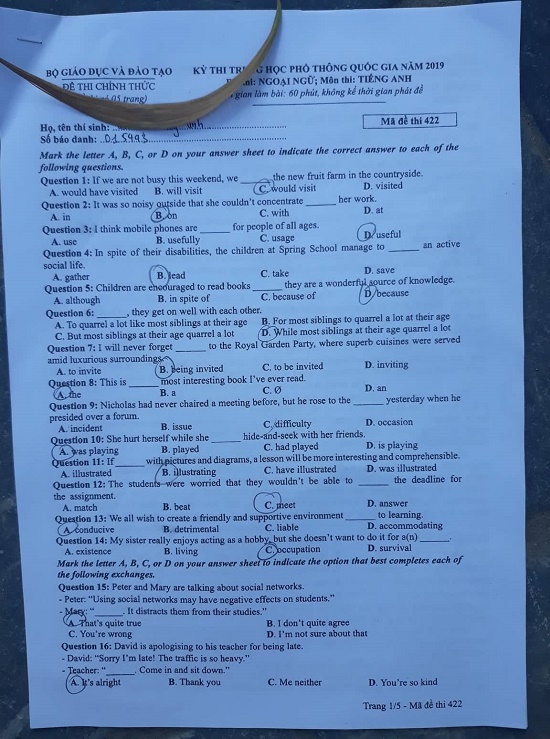 BỘ GIÁO DỤC VÀ ĐÀO TẠO KỲ THI TR G HỌC PHỔ THÔNG QUỐC GIA NĂM 2019
ĐỀ THI CHÍNH THỨC thi: NGOẠI NGỮ; Môn thi: TIẾNG ANH
05 trang) gian làm bài: 60 phút, không kể thời gian phát đề
Họ, tên thí sinh: Mã đề thi 422
Số báo danh:
Mark the letter A, B, C, or D on your answer sheet to indicate the correct answer to each of the
following questions.
Question 1: If we are not busy this weekend, we ______ the new fruit farm in the countryside.
A. would have visited B. will visit C. would visit D. visited
Question 2: It was so noisy outside that she couldn't concentrate ______ her work.
A. in B. on C. with D. at
Question 3: I think mobile phones are ______ for people of all ages.
A. use B. usefully C. usage D. useful
Question 4: In spite of their disabilities, the children at Spring School manage to ______ an active
social life.
A. gather B. lead C. take D. save
Question 5: Children are encouraged to read books ______ they are a wonderful source of knowledge.
A. although B. in spite of C. because of D. because
Question 6: ______, they get on well with each other.
A. To quarrel a lot like most siblings at their age B. For most siblings to quarrel a lot at their age
C. But most siblings at their age quarrel a lot D. While most siblings at their age quarrel a lot
Question 7: I will never forget ______ to the Royal Garden Party, where superb cuisines were served
amid luxurious surroundings.
A. to invite B. being invited C. to be invited D. inviting
Question 8: This is ______ most interesting book I've ever read.
A. the B. a C. Ø D. an
Question 9: Nicholas had never chaired a meeting before, but he rose to the ______ yesterday when he
presided over a forum.
A. incident B. issue C. difficulty D. occasion
Question 10: She hurt herself while she ______ hide-and-seek with her friends.
A. was playing B. played C. had played D. is playing
Question 11: If ______ with pictures and diagrams, a lesson will be more interesting and comprehensible.
A. illustrated B. illustrating C. have illustrated D. was illustrated
Question 12: The students were worried that they wouldn't be able to ______ the deadline for
the assignment.
A. match B. beat C. meet D. answer
Question 13: We all wish to create a friendly and supportive environment ______ to learning.
A. conducive B. detrimental C. liable D. accommodating
Question 14: My sister really enjoys acting as a hobby, but she doesn't want to do it for a(n) ______.
A. existence B. living C. occupation D. survival
Mark the letter A, B, C, or D on your answer sheet to indicate the option that best completes each of
the following exchanges.
Question 15: Peter and Mary are talking about social networks.
- Peter: "Using social networks may have negative effects on students."
- Mary: "______. It distracts them from their studies."
A. That's quite true B. I don't quite agree
C. You're wrong D. I'm not sure about that
Question 16: David is apologising to his teacher for being late.
- David: "Sorry I'm late! The traffic is so heavy."
- Teacher: "______. Come in and sit down."
A. It's alright B. Thank you C. Me neither D. You're so kind
Trang 1/5 - Mã đề thi 422